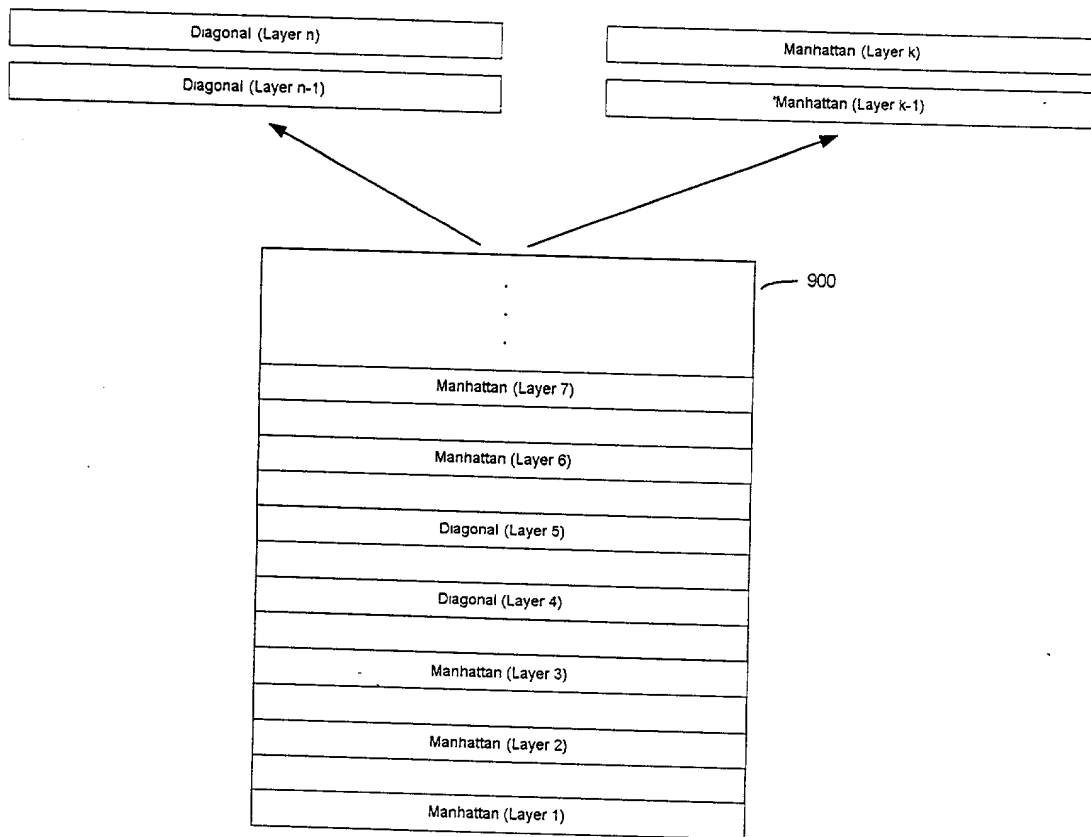 Diagonal (Layer n)
Diagonal (Layer n-1)
Manhattan (Layer k)
Manhattan (Layer k-1)
900
Manhattan (Layer 7)
Manhattan (Layer 6)
Diagonal (Layer 5)
Diagonal (Layer 4)
Manhattan (Layer 3)
Manhattan (Layer 2)
Manhattan (Layer 1)